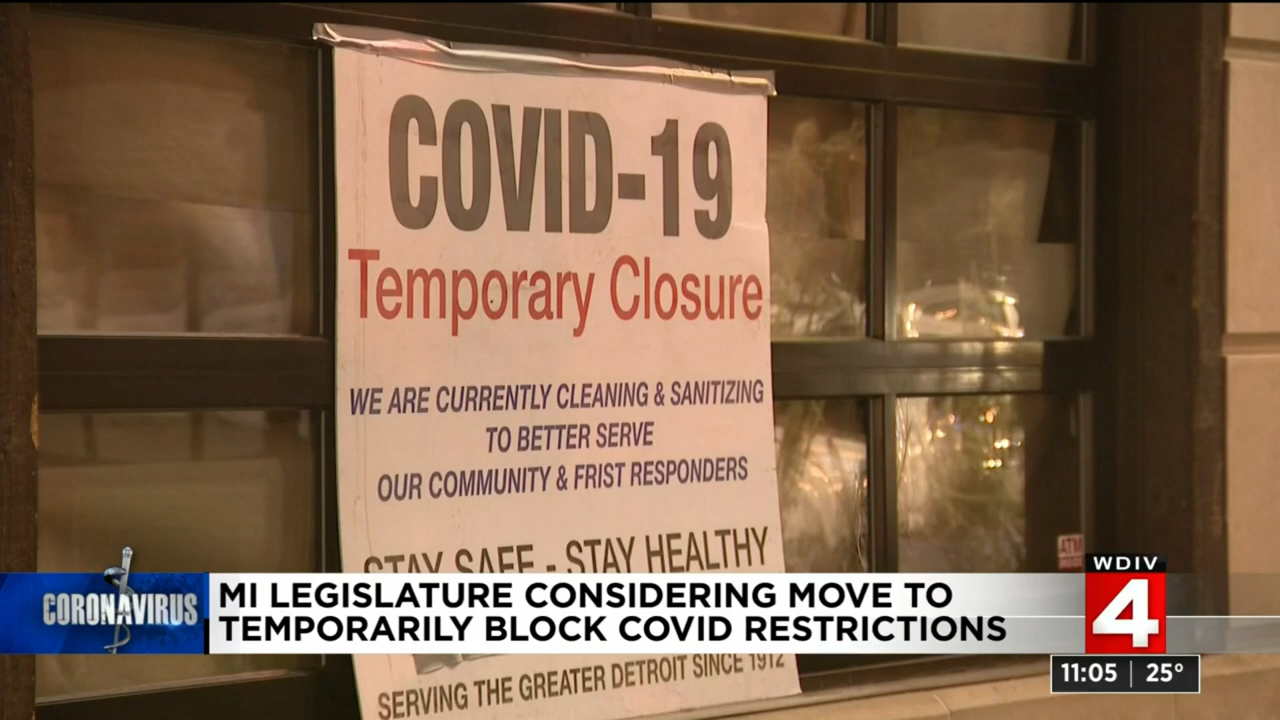 COVID-19
Temporary Closure
WE ARE CURRENTLY CLEANING & SANITIZING
TO BETTER SERVE
OUR COMMUNITY & FRIST RESPONDERS
STAY SAFE - STAY HEALTHY
SERVING THE GREATER DETROIT SINCE 1912
ATM
CORONAVIRUS
MI LEGISLATURE CONSIDERING MOVE TO
TEMPORARILY BLOCK COVID RESTRICTIONS
WDIV
4
11:05 | 25°